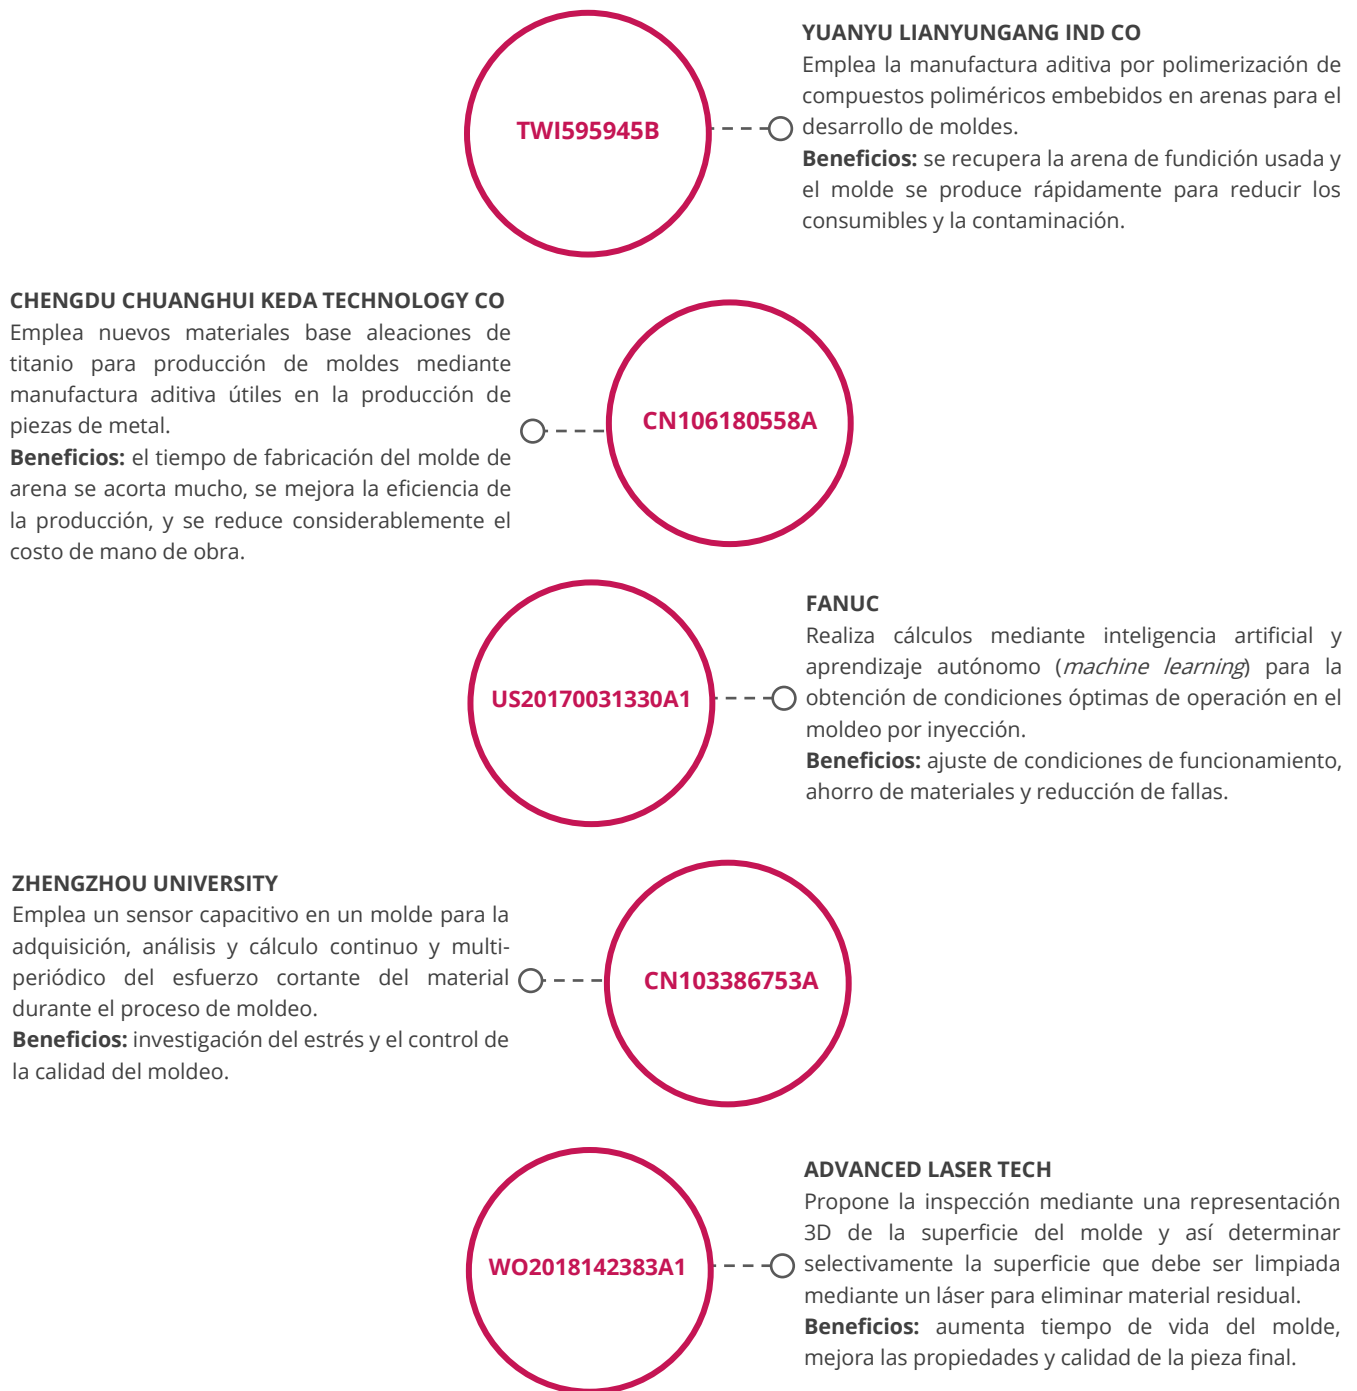 YUANYU LIANYUNGANG IND CO
Emplea la manufactura aditiva por polimerización de
compuestos poliméricos embebidos en arenas para el
desarrollo de moldes.
Beneficios: se recupera la arena de fundición usada y
el molde se produce rápidamente para reducir los
consumibles y la contaminación.
TWI595945B
CHENGDU CHUANGHUI KEDA TECHNOLOGY CO
Emplea nuevos materiales base aleaciones de
titanio para producción de moldes mediante
manufactura aditiva útiles en la producción de
piezas de metal.
Beneficios: el tiempo de fabricación del molde de
arena se acorta mucho, se mejora la eficiencia de
la producción, y se reduce considerablemente el
costo de mano de obra.
CN106180558A
FANUC
Realiza cálculos mediante inteligencia artificial y
aprendizaje autónomo (machine learning) para la
obtención de condiciones óptimas de operación en el
moldeo por inyección.
Beneficios: ajuste de condiciones de funcionamiento,
ahorro de materiales y reducción de fallas.
US20170031330A1
ZHENGZHOU UNIVERSITY
Emplea un sensor capacitivo en un molde para la
adquisición, análisis y cálculo continuo y multi-
periódico del esfuerzo cortante del material
durante el proceso de moldeo.
Beneficios: investigación del estrés y el control de
la calidad del moldeo.
CN103386753A
ADVANCED LASER TECH
Propone la inspección mediante una representación
3D de la superficie del molde y así determinar
selectivamente la superficie que debe ser limpiada
mediante un láser para eliminar material residual.
Beneficios: aumenta tiempo de vida del molde,
mejora las propiedades y calidad de la pieza final.
WO2018142383A1